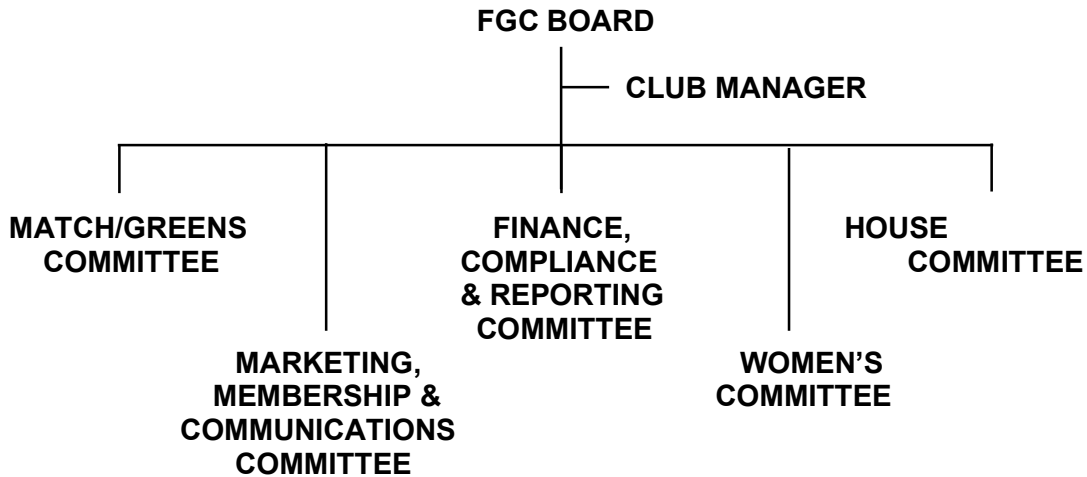 FGC BOARD
CLUB MANAGER
MATCH/GREENS
COMMITTEE
FINANCE,
COMPLIANCE
& REPORTING
COMMITTEE
HOUSE
COMMITTEE
MARKETING,
MEMBERSHIP &
COMMUNICATIONS
COMMITTEE
WOMEN’S
COMMITTEE